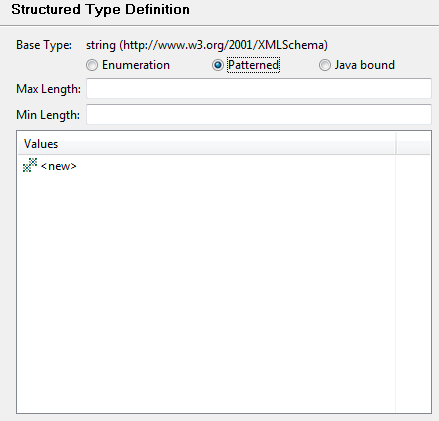 Structured Type Definition
Base Type: string (http://www.w3.org/2001/XMLSchema)
Enumeration Patterned Java bound
Max Length:
Min Length:
Values
<new>